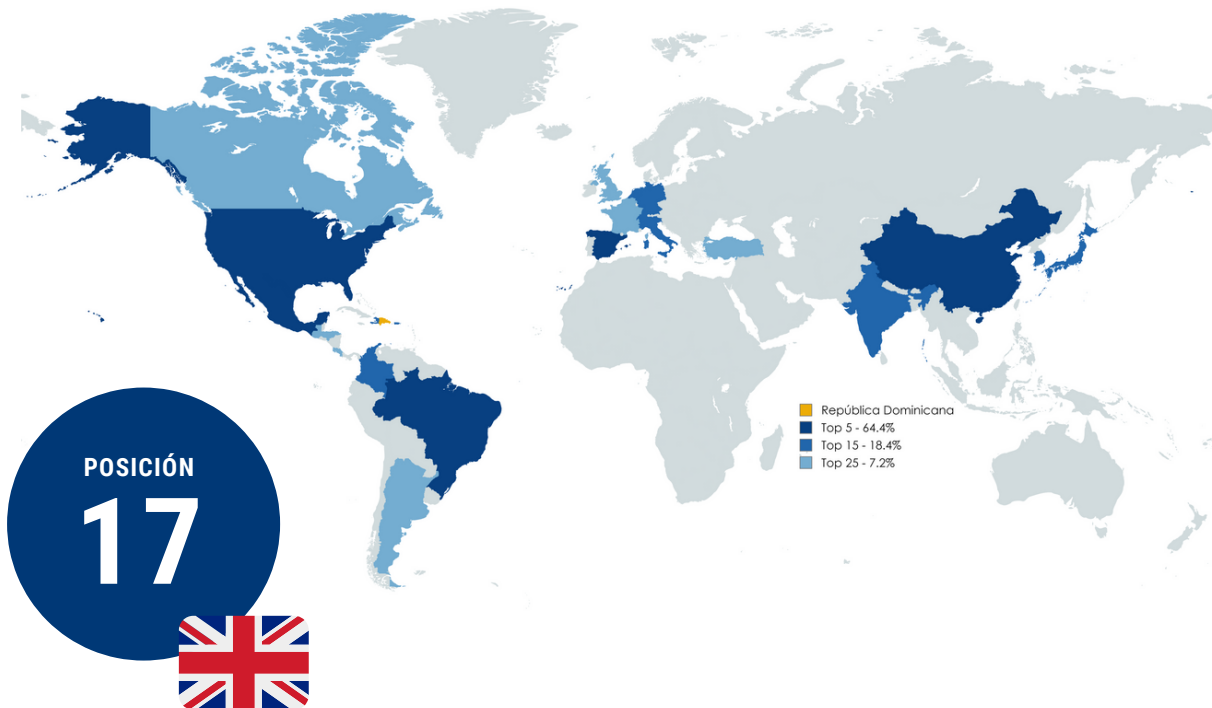 República Dominicana
Top 5 - 64.4%
Top 15 - 18.4%
Top 25 - 7.2%
POSICIÓN
17